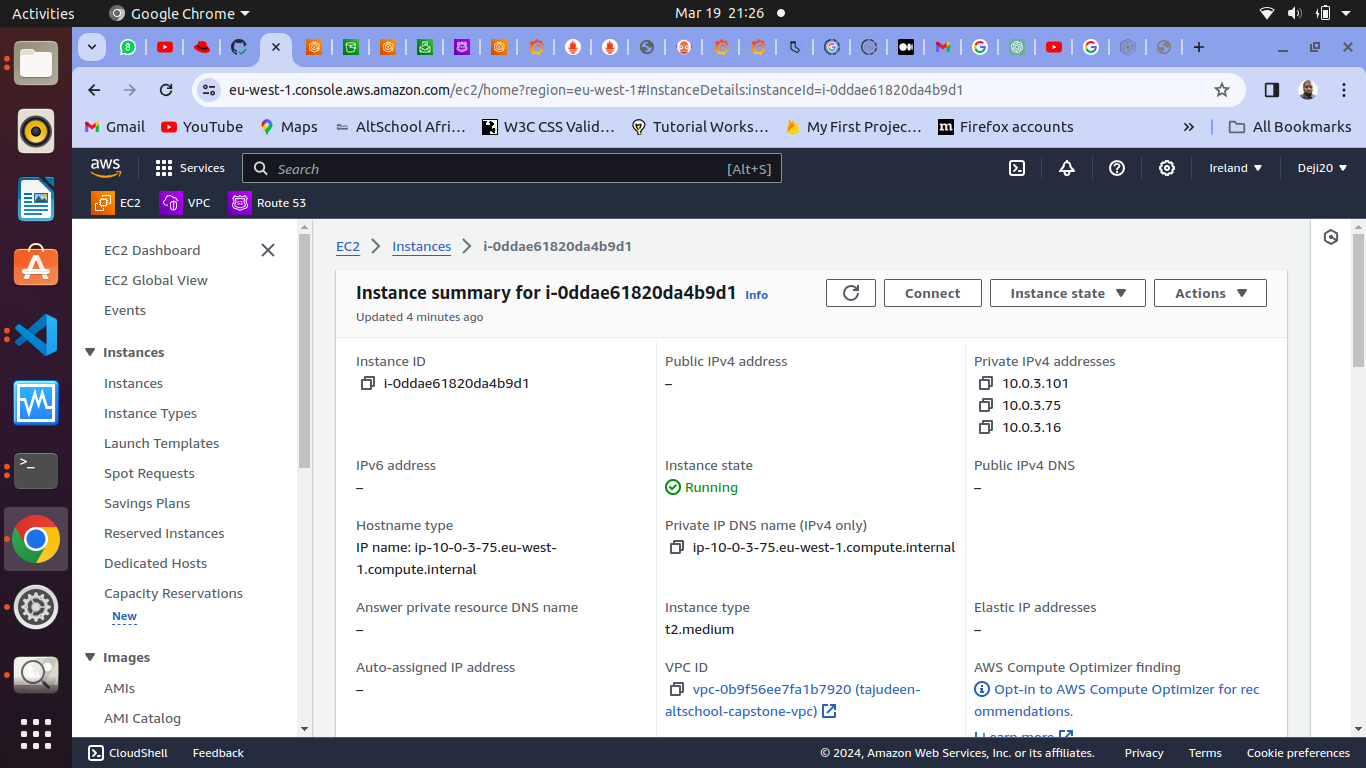 Activities
Google Chrome
Mar 19 21:26
eu-west-1.console.aws.amazon.com/ec2/home?region=eu-west-1#InstanceDetails:instanceId=i-0ddae61820da4b9d1
Gmail
YouTube
Maps
AltSchool Afri…
W3C CSS Valid…
Tutorial Works…
My First Projec…
Firefox accounts
»
All Bookmarks
aws
Services
Search
[Alt+S]
Ireland
Deji20
EC2
VPC
Route 53
EC2 Dashboard
EC2 Global View
Events
Instances
Instances
Instance Types
Launch Templates
Spot Requests
Savings Plans
Reserved Instances
Dedicated Hosts
Capacity Reservations
New
Images
AMIs
AMI Catalog
EC2
Instances
i-0ddae61820da4b9d1
Instance summary for i-0ddae61820da4b9d1 Info
Updated 4 minutes ago
Connect
Instance state
Actions
Instance ID
i-0ddae61820da4b9d1
Public IPv4 address
–
Private IPv4 addresses
10.0.3.101
10.0.3.75
10.0.3.16
IPv6 address
–
Instance state
Running
Public IPv4 DNS
–
Hostname type
IP name: ip-10-0-3-75.eu-west-
1.compute.internal
Private IP DNS name (IPv4 only)
ip-10-0-3-75.eu-west-1.compute.internal
Answer private resource DNS name
–
Instance type
t2.medium
Elastic IP addresses
–
Auto-assigned IP address
–
VPC ID
vpc-0b9f56ee7fa1b7920 (tajudeen-
altschool-capstone-vpc)
AWS Compute Optimizer finding
Opt-in to AWS Compute Optimizer for rec
ommendations.
| Learn more
CloudShell
Feedback
© 2024, Amazon Web Services, Inc. or its affiliates.
Privacy
Terms
Cookie preferences